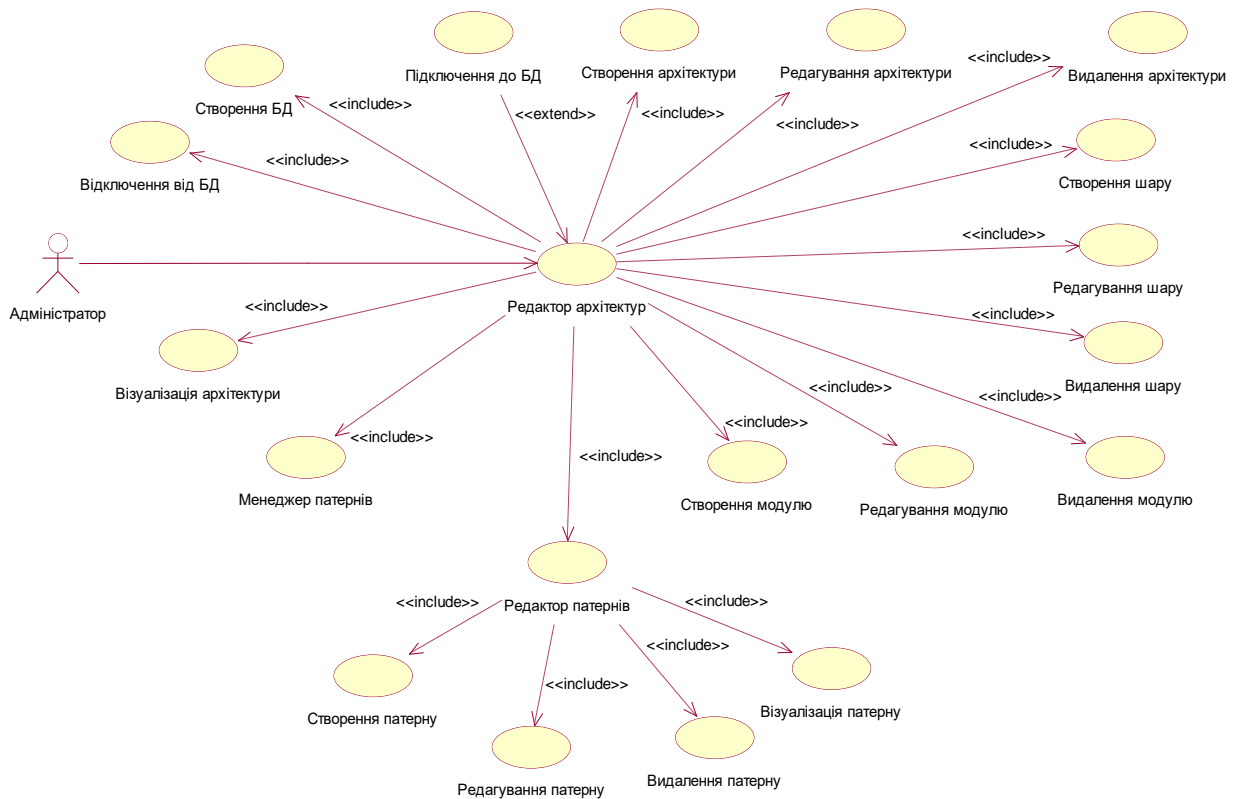 Підключення до БД
Створення архітектури
Редагування архітектури
<<include>>
Видалення архітектури
Створення БД
<<include>>
<<extend>>
<<include>>
<<include>>
<<include>>
Відключення від БД
<<include>>
Створення шару
<<include>>
Редагування шару
Адміністратор
<<include>>
Редактор архітектур
<<include>>
Видалення шару
Візуалізація архітектури
<<include>>
<<include>>
<<include>>
<<include>>
<<include>>
Менеджер патернів
Створення модулю
Редагування модулю
Видалення модулю
<<include>>
Редактор патернів
<<include>>
<<include>>
<<include>>
Створення патерну
Візуалізація патерну
Редагування патерну
Видалення патерну